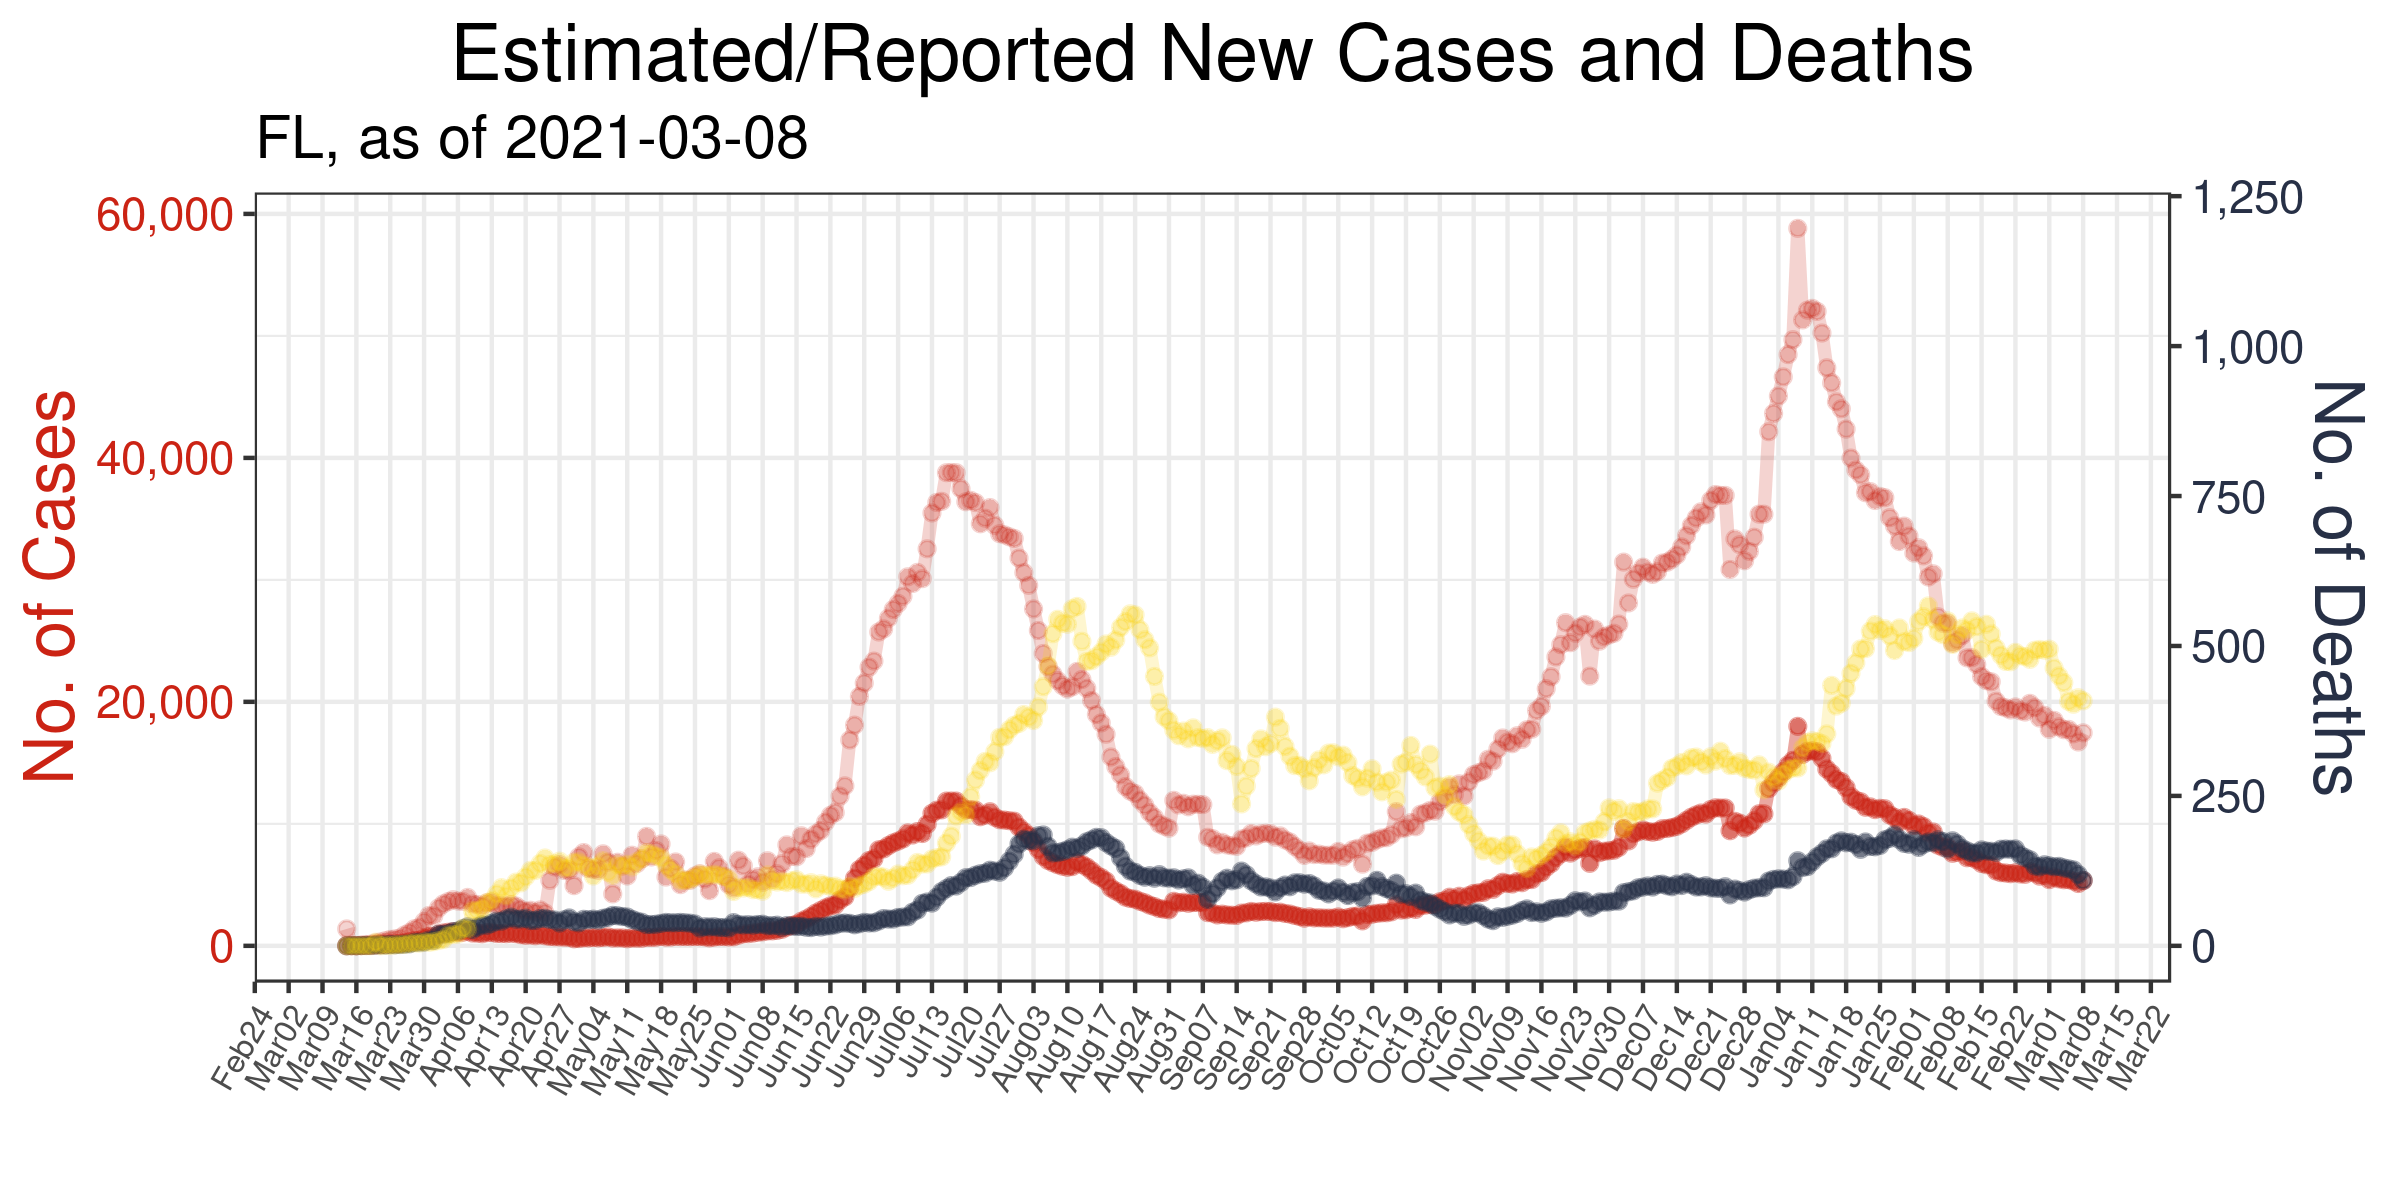 Estimated/Reported New Cases and Deaths
FL, as of 2021-03-08
No. of Cases
60,000
40,000
20,000
0
1,250
1,000
750
500
250
0
No. of Deaths
Feb24
Mar02
Mar09
Mar16
Mar23
Mar30
Apr06
Apr13
Apr20
Apr27
May04
May11
May18
May25
Jun01
Jun08
Jun15
Jun22
Jun29
Jul06
Jul13
Jul20
Jul27
Aug03
Aug10
Aug17
Aug24
Aug31
Sep07
Sep14
Sep21
Sep28
Oct05
Oct12
Oct19
Oct26
Nov02
Nov09
Nov16
Nov23
Nov30
Dec07
Dec14
Dec21
Dec28
Jan04
Jan11
Jan18
Jan25
Feb01
Feb08
Feb15
Feb22
Mar01
Mar08
Mar15
Mar22